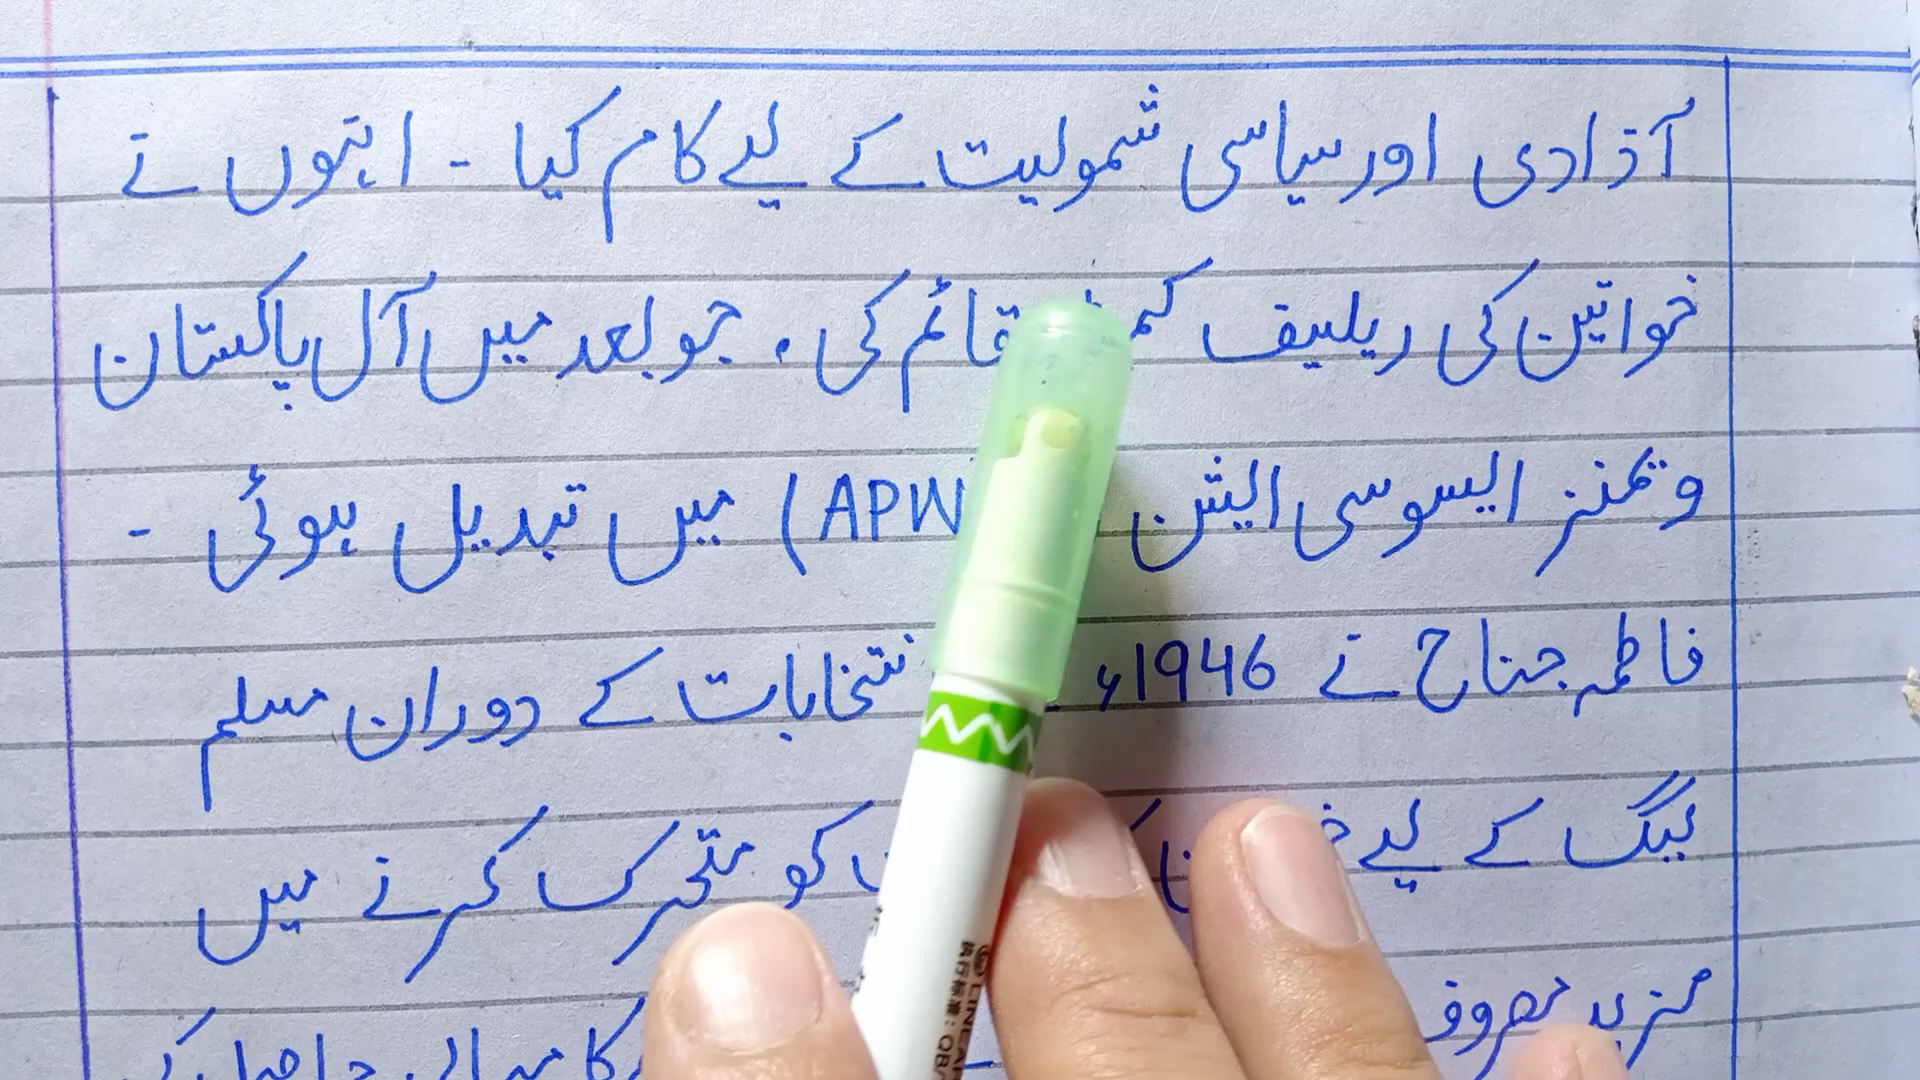 آزادی اور سیاسی شمولیت کے لیے کام کیا - انہوں نے
خواتین کی ریلیف قائم کی، جو بعد میں آل پاکستان
ویمنز ایسوسی ایشن (APW میں تبدیل ہوئی -
فاطمہ جناح نے 1946ء نتخابات کے دوران مسلم
لیگ کے لیے کو متحرک کرنے میں
مزید مصروف